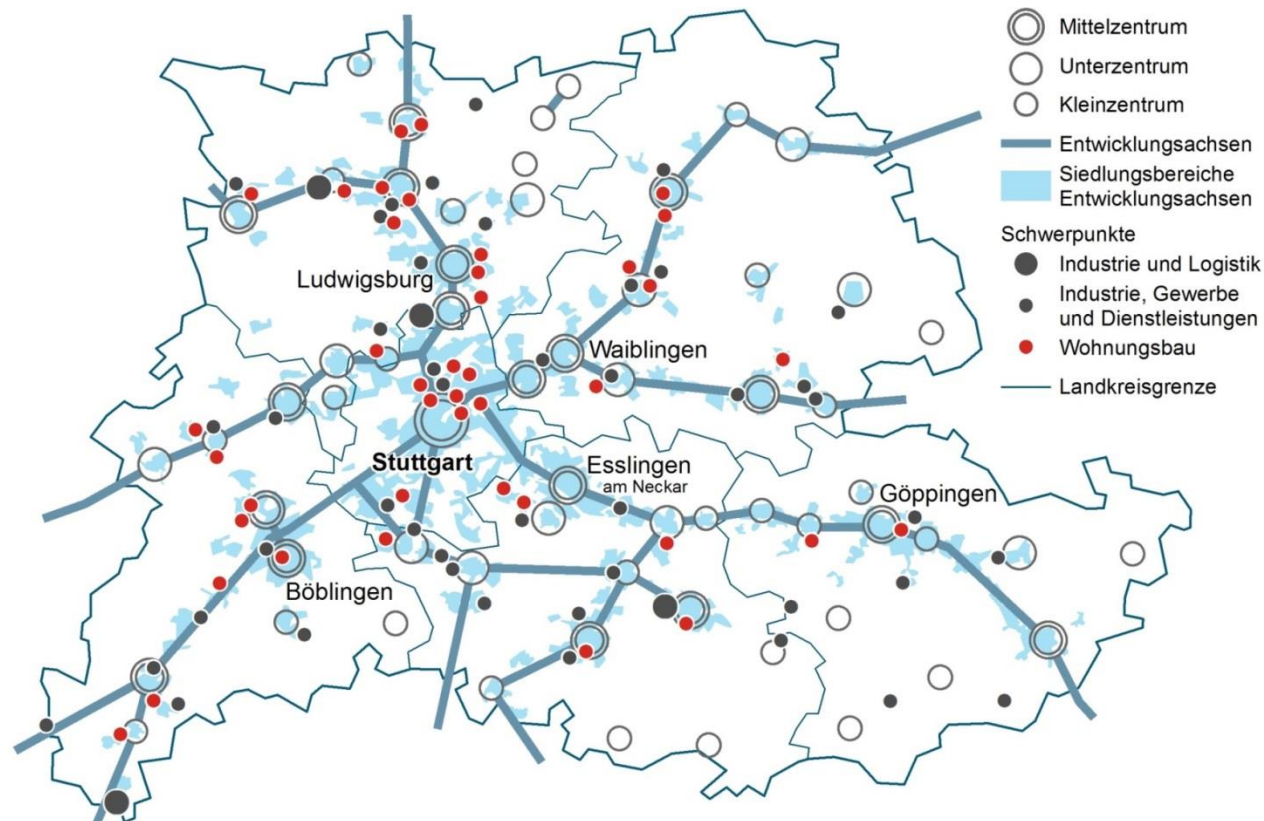 Mittelzentrum
Unterzentrum
Kleinzentrum
Entwicklungsachsen
Siedlungsbereiche
Entwicklungsachsen
Schwerpunkte
Industrie und Logistik
Industrie, Gewerbe
und Dienstleistungen
Wohnungsbau
Landkreisgrenze
Ludwigsburg
Waiblingen
Stuttgart
Esslingen
am Neckar
Göppingen
Böblingen